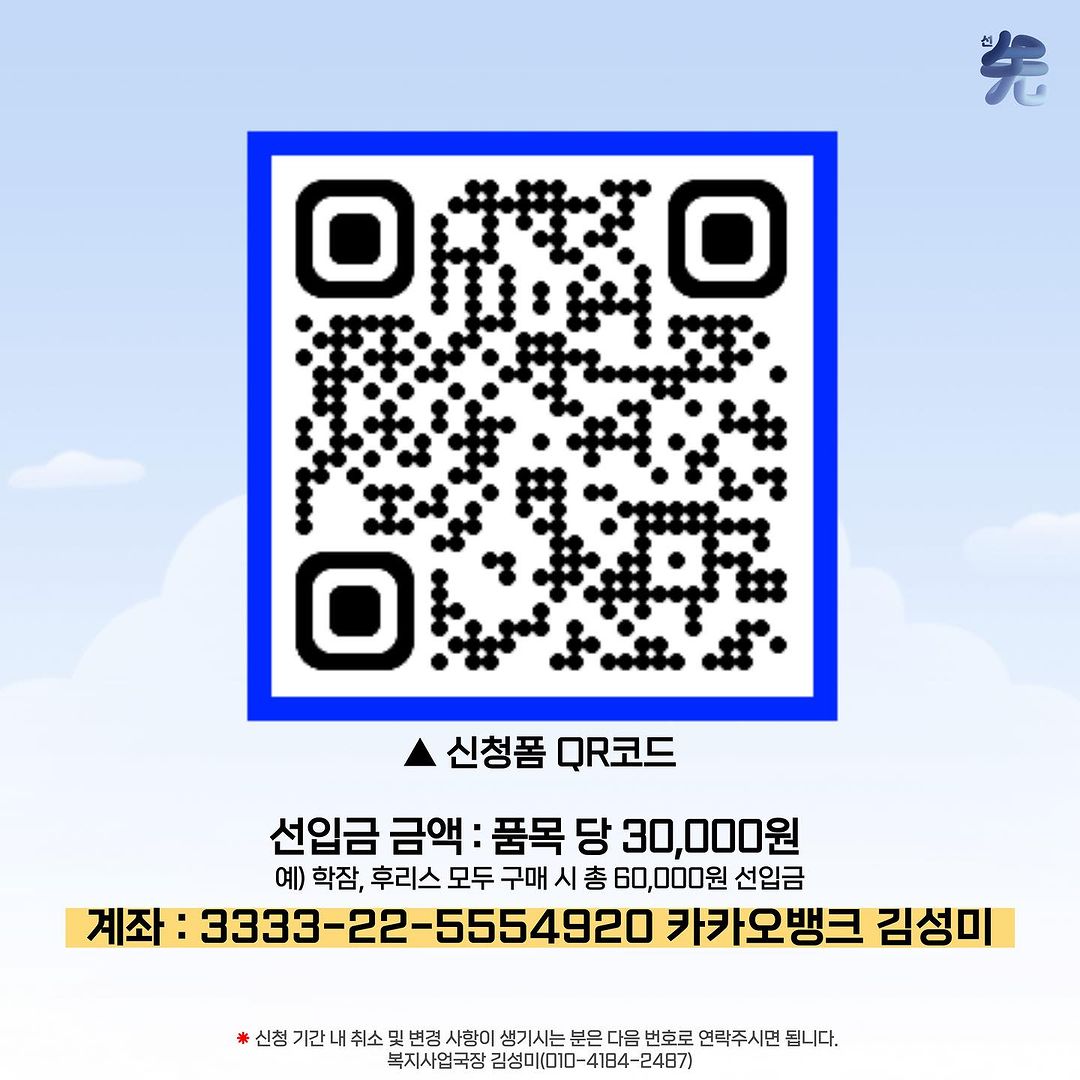 선
先
▲ 신청폼 QR코드
선입금 금액 : 품목 당 30,000원
예) 학잠, 후리스 모두 구매 시 총 60,000원 선입금
계좌 : 3333-22-5554920 카카오뱅크 김성미
* 신청 기간 내 취소 및 변경 사항이 생기시는 분은 다음 번호로 연락주시면 됩니다.
복지사업국장 김성미(010-4184-2487)